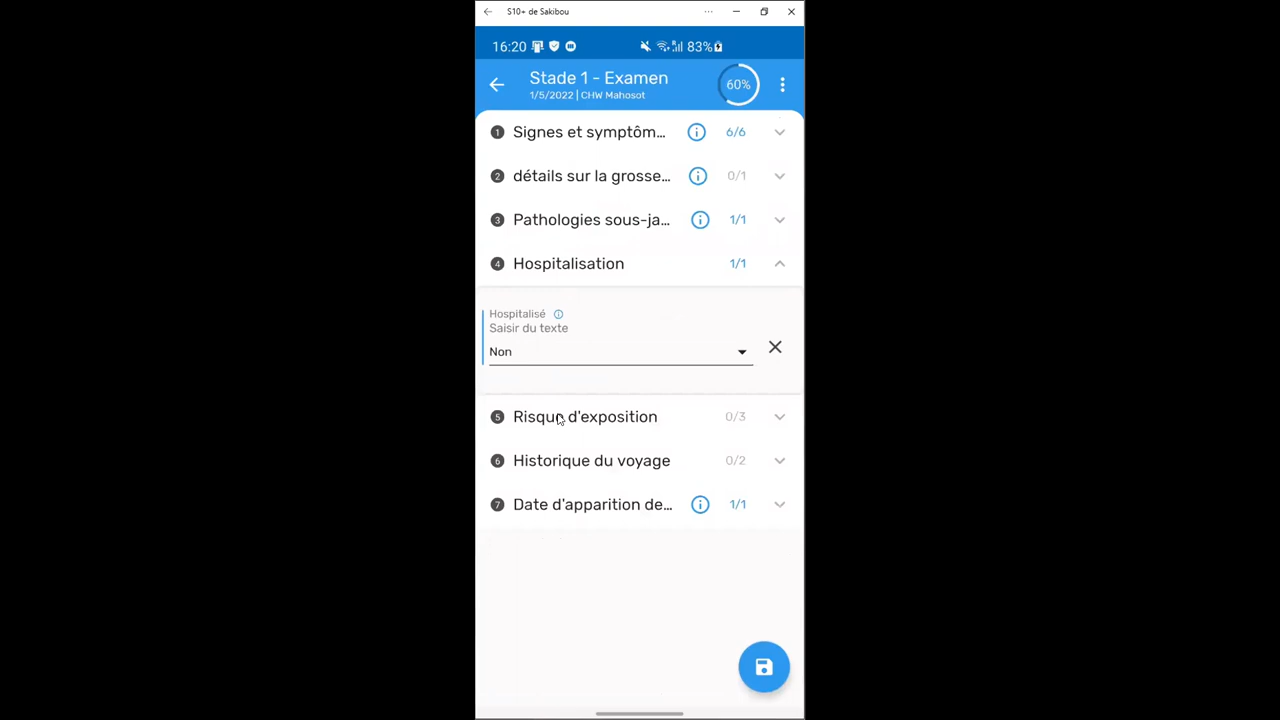 S10+ de Sakibou
16:20 83%
Stade 1 - Examen
1/5/2022 | CHW Mahosot
60%
1 Signes et symptôm... 6/6
2 détails sur la grosse... 0/1
3 Pathologies sous-ja... 1/1
4 Hospitalisation 1/1
Hospitalisé
Saisir du texte
Non
5 Risque d'exposition 0/3
6 Historique du voyage 0/2
7 Date d'apparition de... 1/1